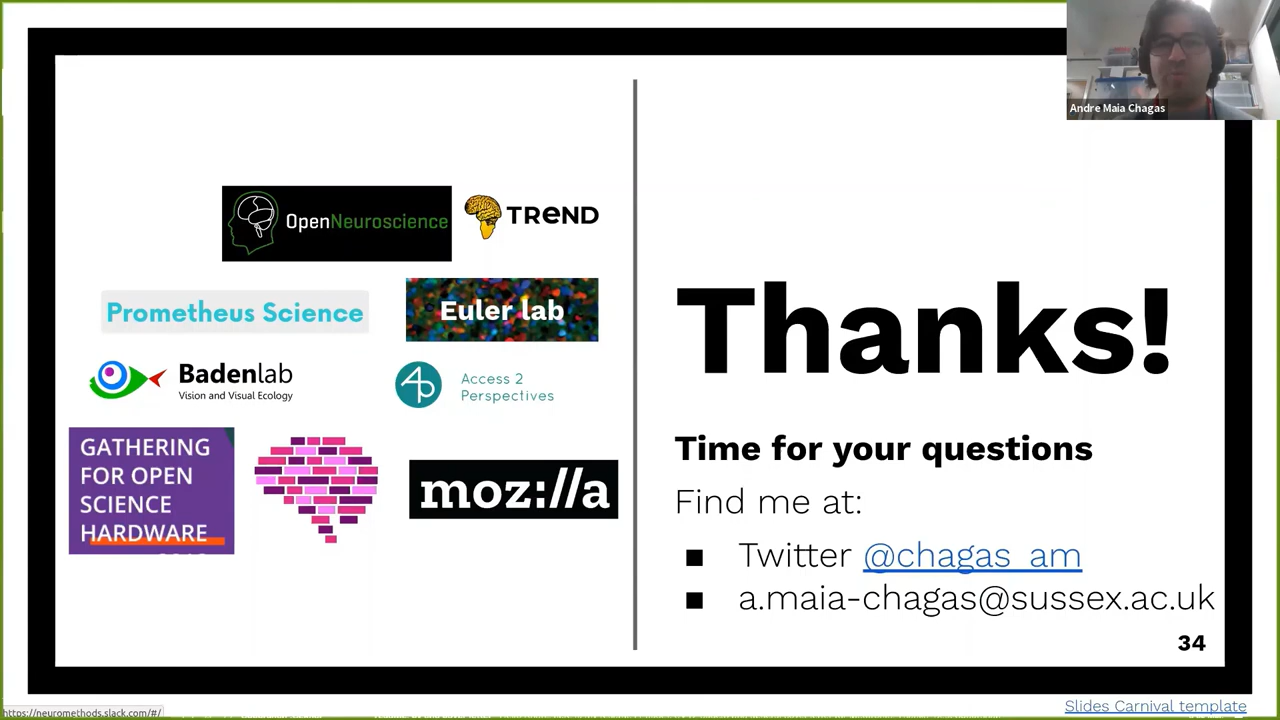 Andre Maia Chagas
OpenNeuroscience
TREND
Prometheus Science
Euler lab
Badenlab
Vision and Visual Ecology
Access 2
Perspectives
GATHERING
FOR OPEN
SCIENCE
HARDWARE
moz://a
Thanks!
Time for your questions
Find me at:
■ Twitter @chagas_am
■ a.maia-chagas@sussex.ac.uk
34
Slides Carnival template
https://neuromethods.slack.com/#/